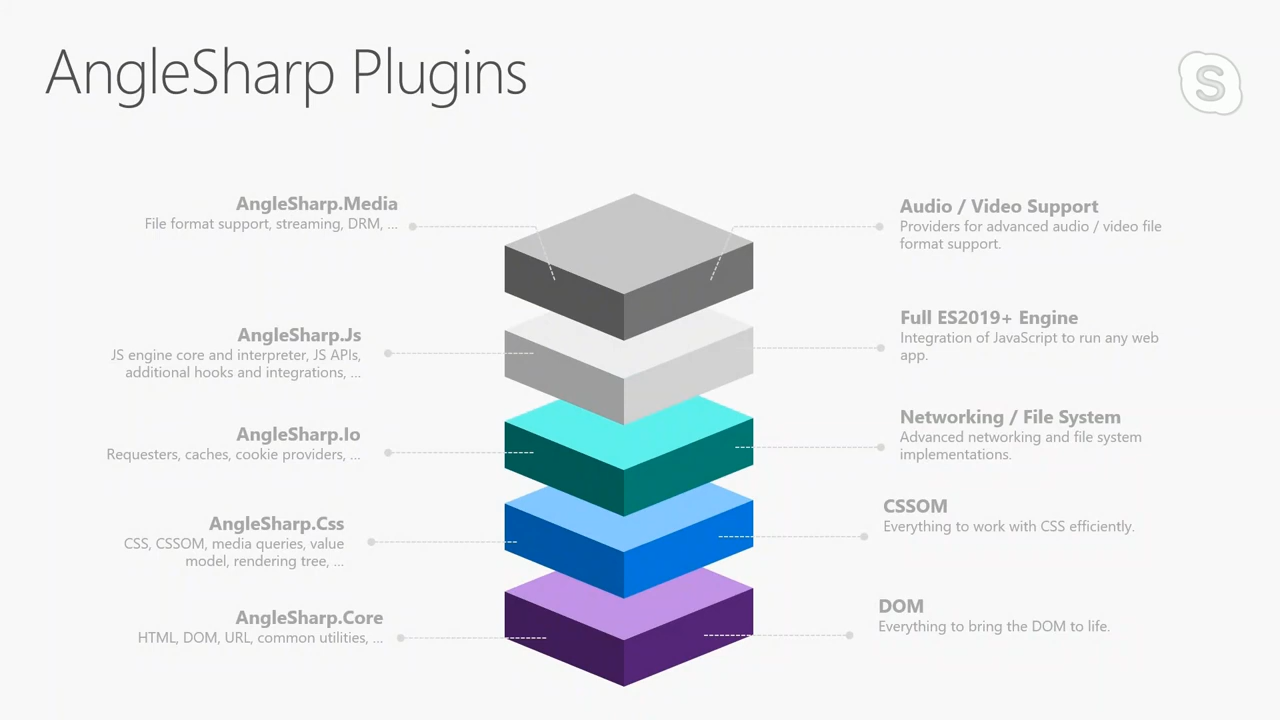 AngleSharp Plugins
S
AngleSharp.Media
File format support, streaming, DRM, ...
Audio / Video Support
Providers for advanced audio / video file
format support.
AngleSharp.Js
JS engine core and interpreter, JS APIs,
additional hooks and integrations, ...
Full ES2019+ Engine
Integration of JavaScript to run any web
app.
AngleSharp.Io
Requesters, caches, cookie providers, ...
Networking / File System
Advanced networking and file system
implementations.
AngleSharp.Css
CSS, CSSOM, media queries, value
model, rendering tree, ...
CSSOM
Everything to work with CSS efficiently.
AngleSharp.Core
HTML, DOM, URL, common utilities, ...
DOM
Everything to bring the DOM to life.